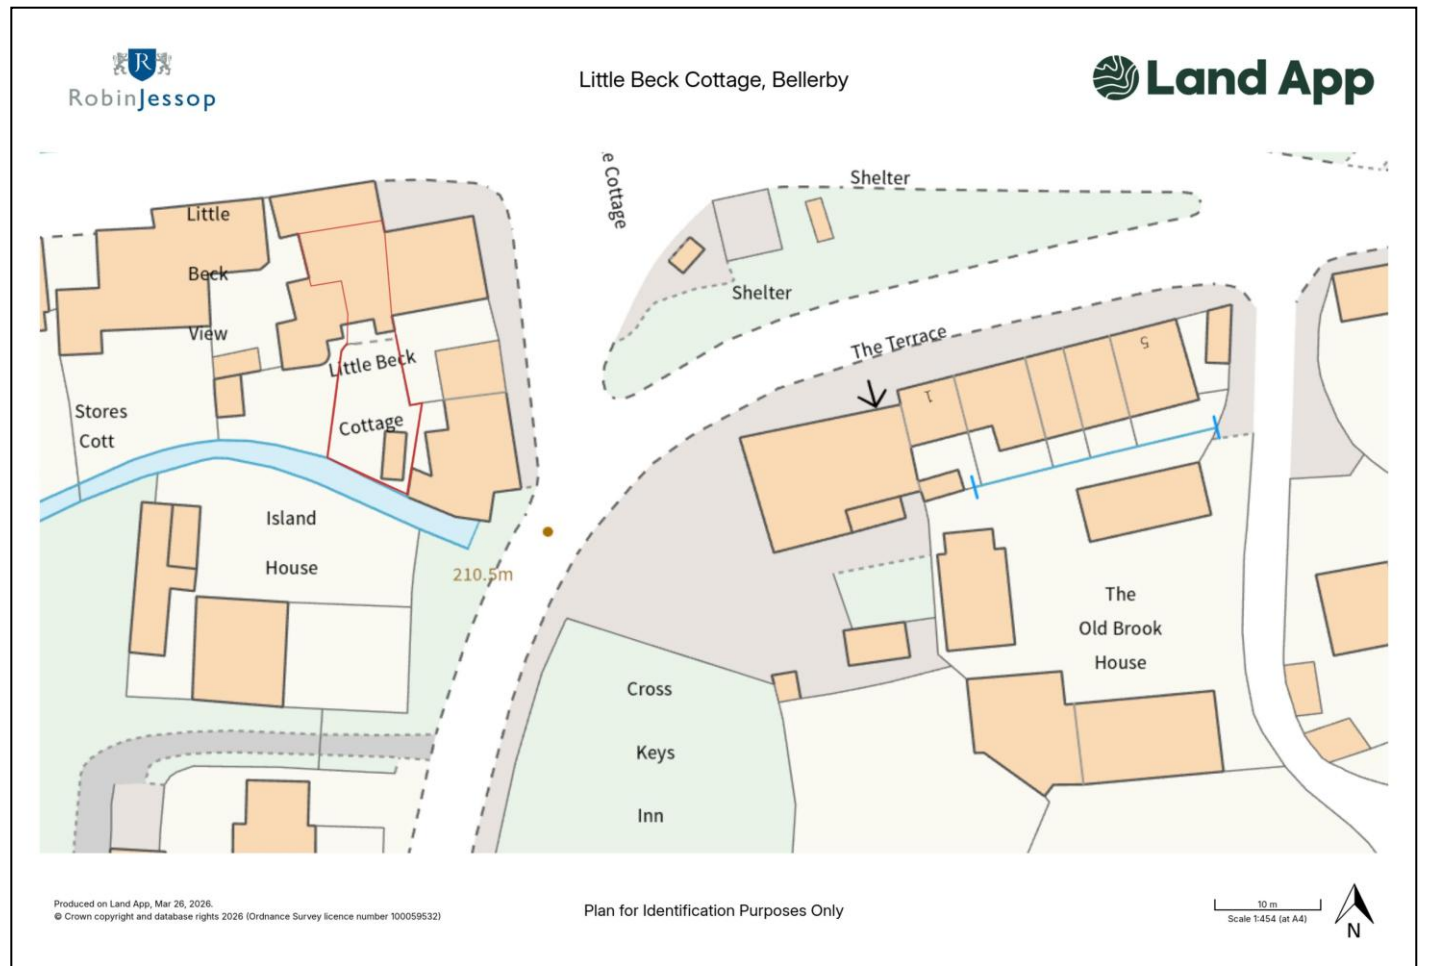 R
RobinJessop
Little Beck Cottage, Bellerby
Land App
e Cottage
Shelter
Little
Beck
View
Shelter
The Terrace
Little Beck
Cottage
1
5
Stores
Cott
Island
House
210.5m
The
Old Brook
House
Cross
Keys
Inn
Produced on Land App, Mar 26, 2026.
© Crown copyright and database rights 2026 (Ordnance Survey licence number 100059532)
Plan for Identification Purposes Only
10 m
Scale 1:454 (at A4)
N